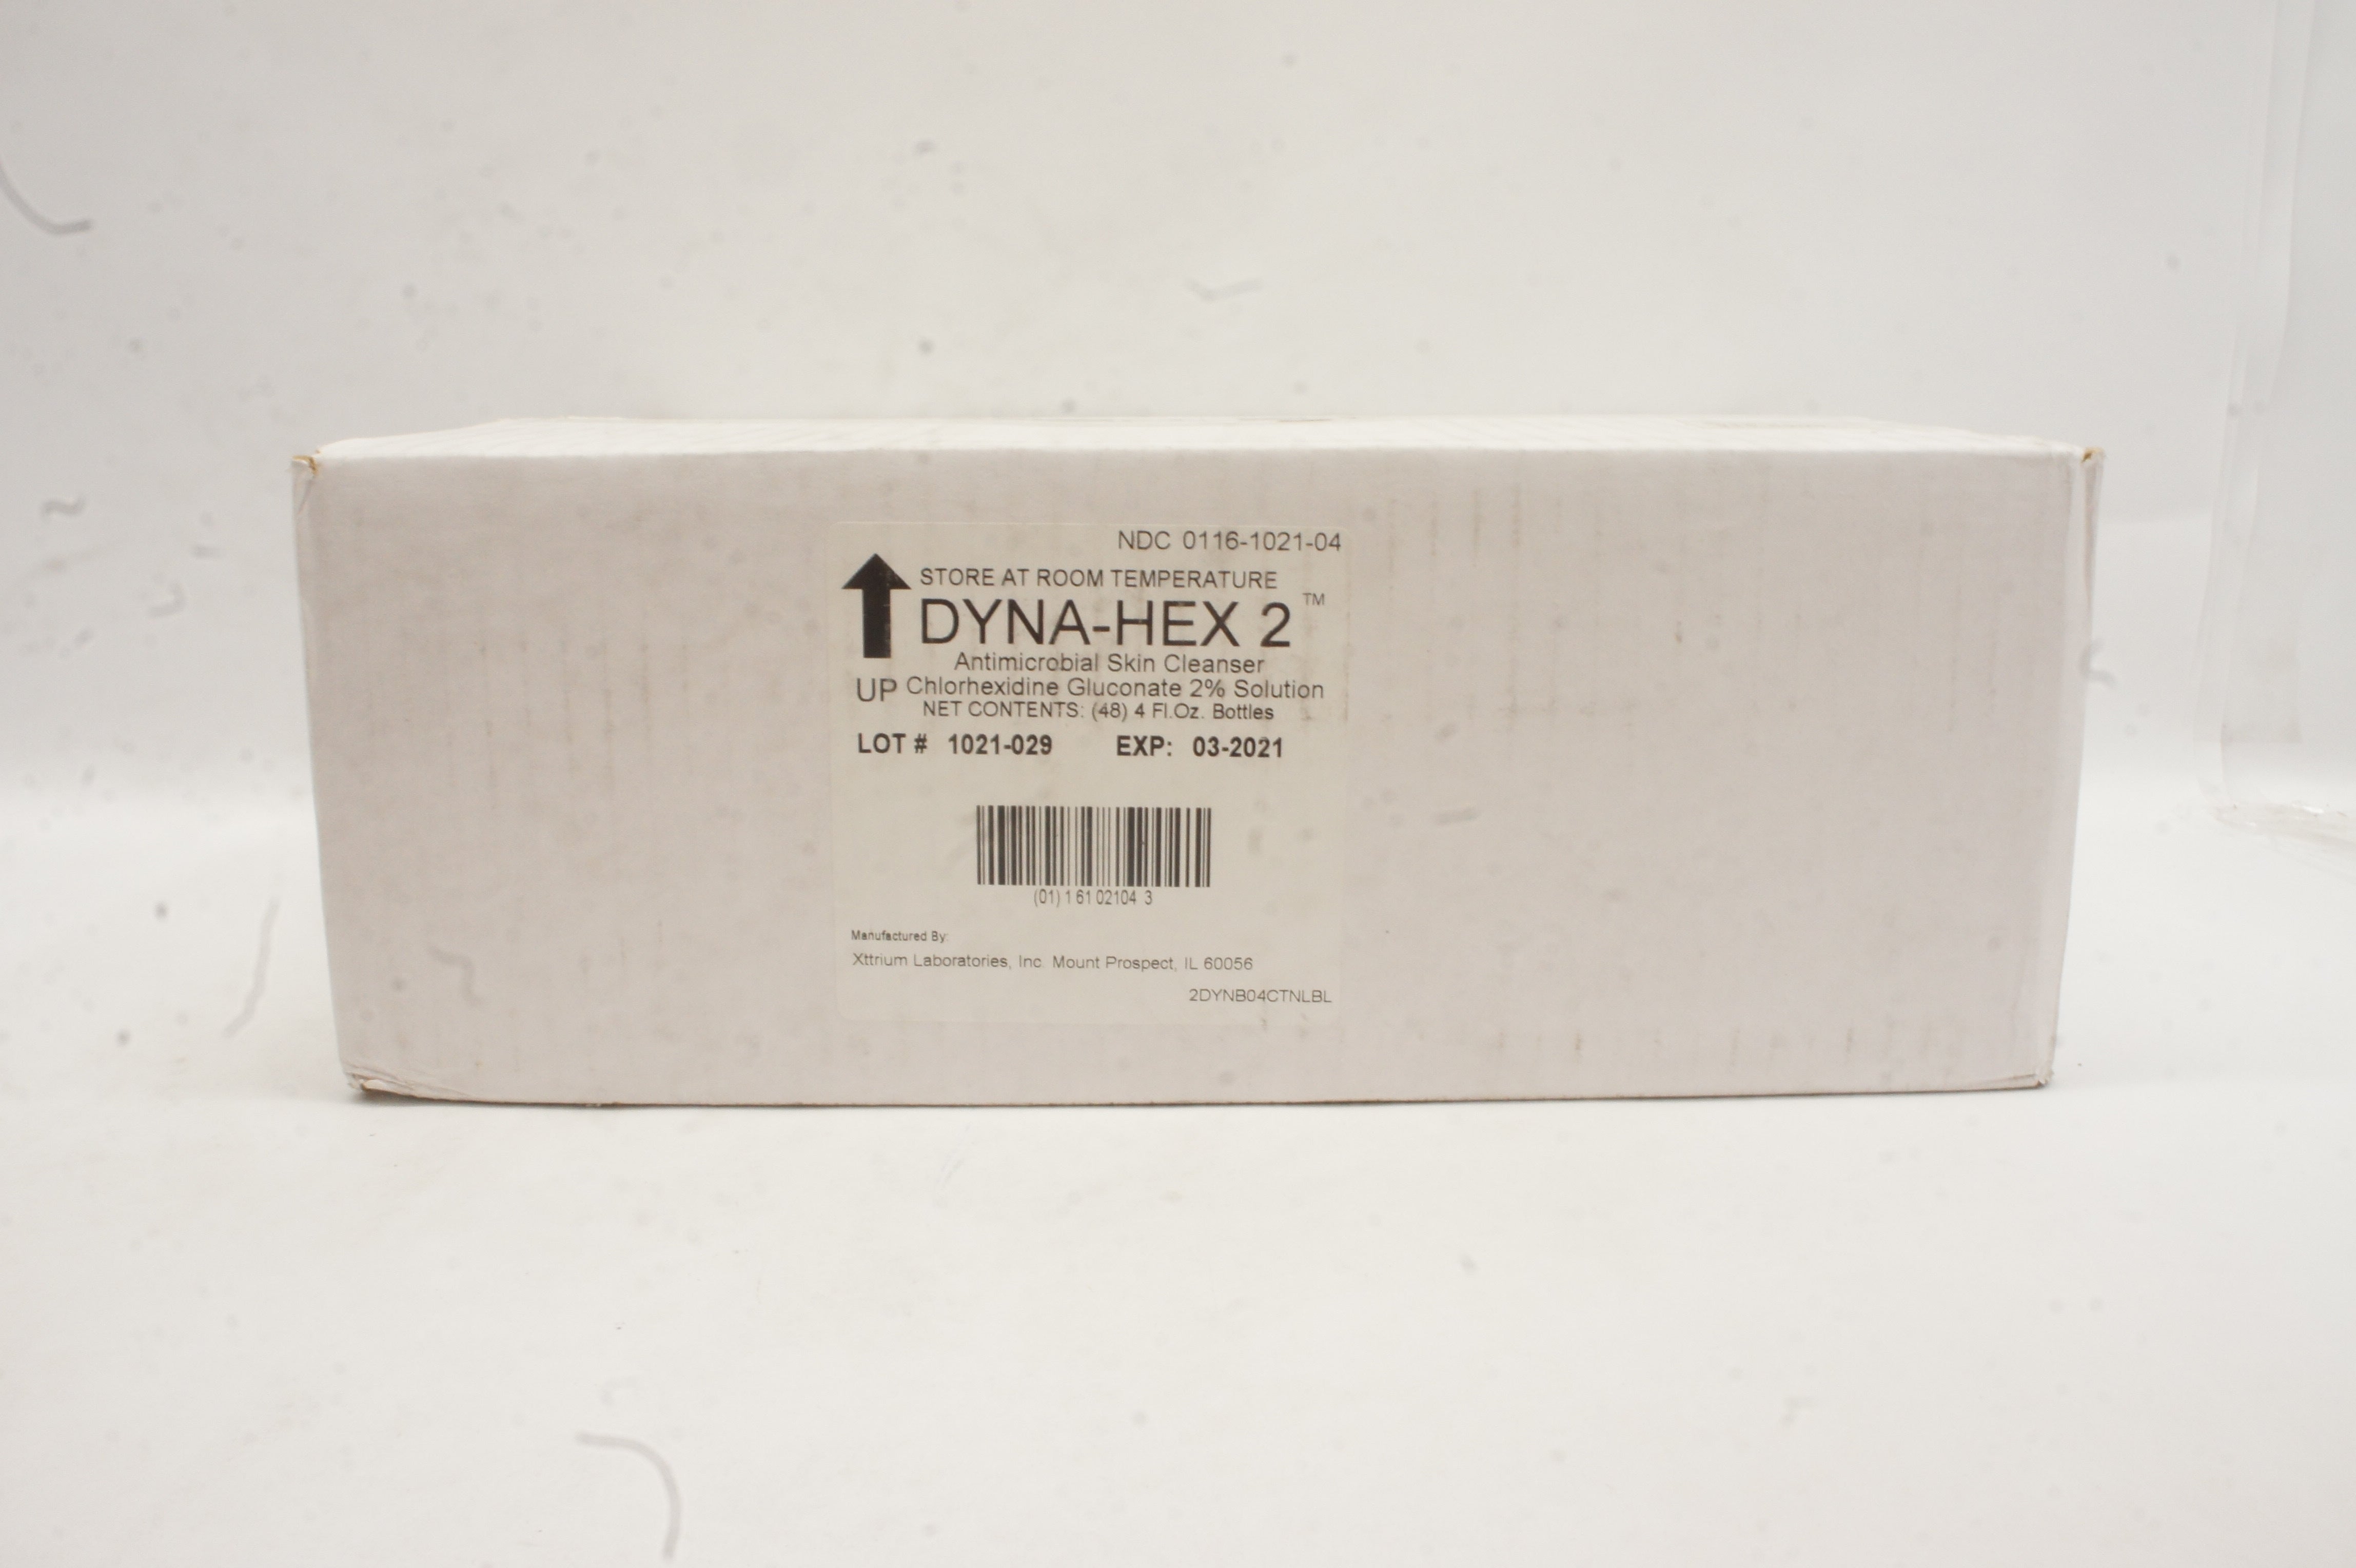 NDC 0116-1021-04
STORE AT ROOM TEMPERATURE
DYNA-HEX 2™
Antimicrobial Skin Cleanser
UP Chlorhexidine Gluconate 2% Solution
NET CONTENTS: (48) 4 Fl.Oz. Bottles
LOT # 1021-029 EXP: 03-2021
(01) 1 61 02104 3
Manufactured By:
Xttrium Laboratories, Inc. Mount Prospect, IL 60056
2DYNB04CTNLBL